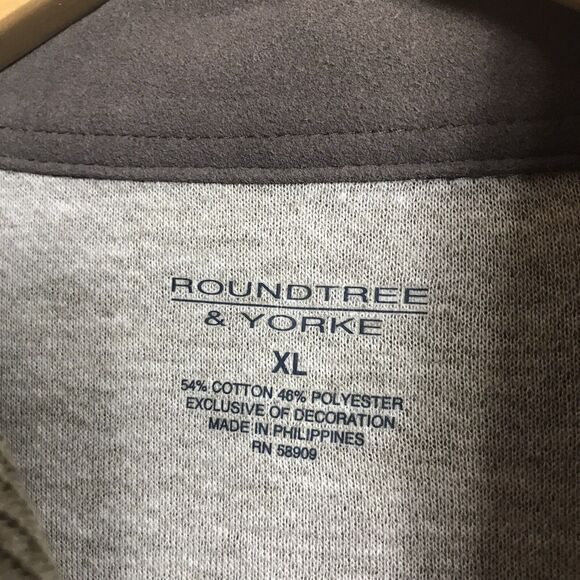 ROUNDTREE
& YORKE
XL
54% COTTON 46% POLYESTER
EXCLUSIVE OF DECORATION
MADE IN PHILIPPINES
RN 58909